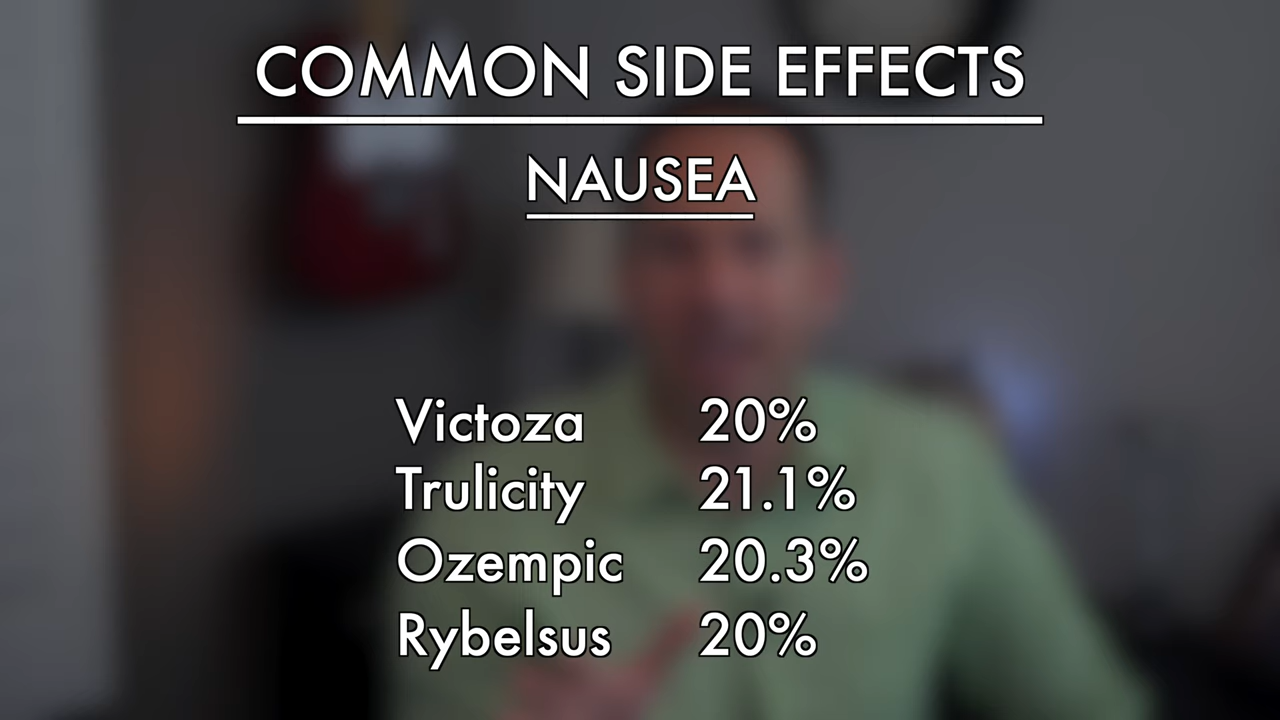 COMMON SIDE EFFECTS
NAUSEA
Victoza 20%
Trulicity 21.1%
Ozempic 20.3%
Rybelsus 20%